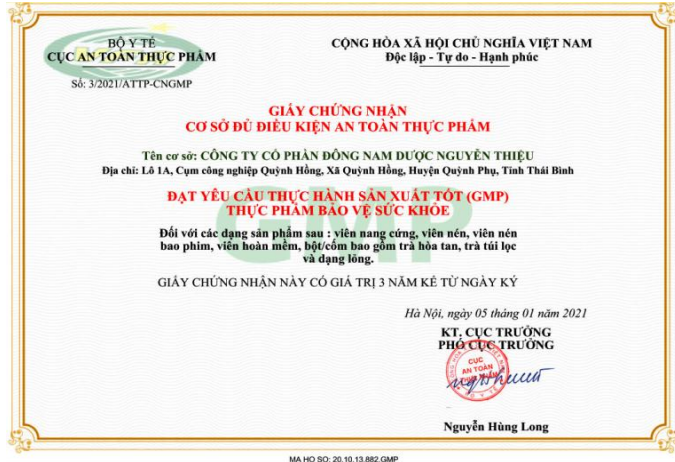 BỘ Y TẾ
CỤC AN TOÀN THỰC PHẨM
Số: 3/2021/ATTP-CNGMP
CỘNG HÒA XÃ HỘI CHỦ NGHĨA VIỆT NAM
Độc lập - Tự do - Hạnh phúc
GIẤY CHỨNG NHẬN
CƠ SỞ ĐỦ ĐIỀU KIỆN AN TOÀN THỰC PHẨM
Tên cơ sở: CÔNG TY CỔ PHẦN ĐÔNG NAM DƯỢC NGUYỄN THIỆU
Địa chỉ: Lô 1A, Cụm công nghiệp Quỳnh Hồng, Xã Quỳnh Hồng, Huyện Quỳnh Phụ, Tỉnh Thái Bình
GMP
ĐẠT YÊU CẦU THỰC HÀNH SẢN XUẤT TỐT (GMP)
THỰC PHẨM BẢO VỆ SỨC KHỎE
Đối với các dạng sản phẩm sau : viên nang cứng, viên nén, viên nén
bao phim, viên hoàn mềm, bột/cốm bao gồm trà hòa tan, trà túi lọc
và dạng lỏng.
GIẤY CHỨNG NHẬN NÀY CÓ GIÁ TRỊ 3 NĂM KỂ TỪ NGÀY KÝ
Hà Nội, ngày 05 tháng 01 năm 2021
KT. CỤC TRƯỞNG
PHÓ CỤC TRƯỞNG
CỤC
AN TOÀN
THỰC PHẨM
Nguyễn Hùng Long
MA HO SO: 20.10.13.882.GMP